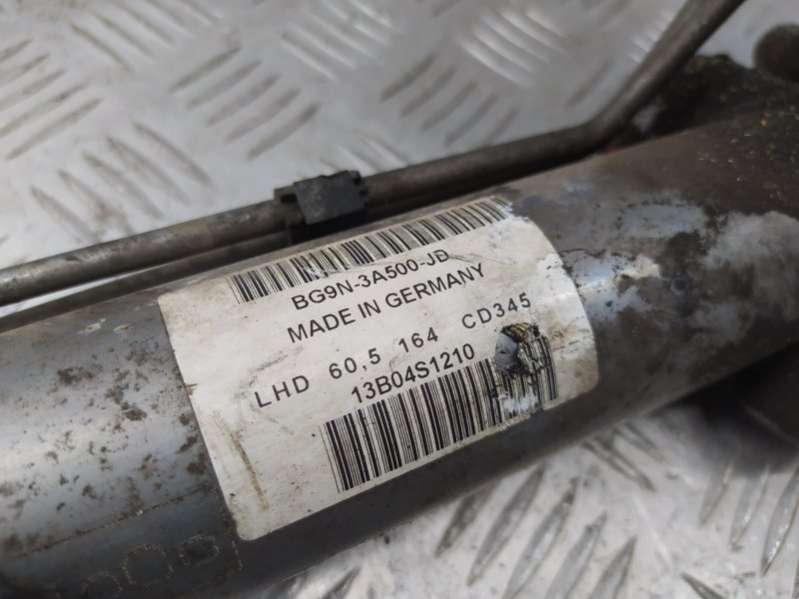 BG9N-3A500-JD
MADE IN GERMANY
LHD 60,5 164 CD345
13B04S1210